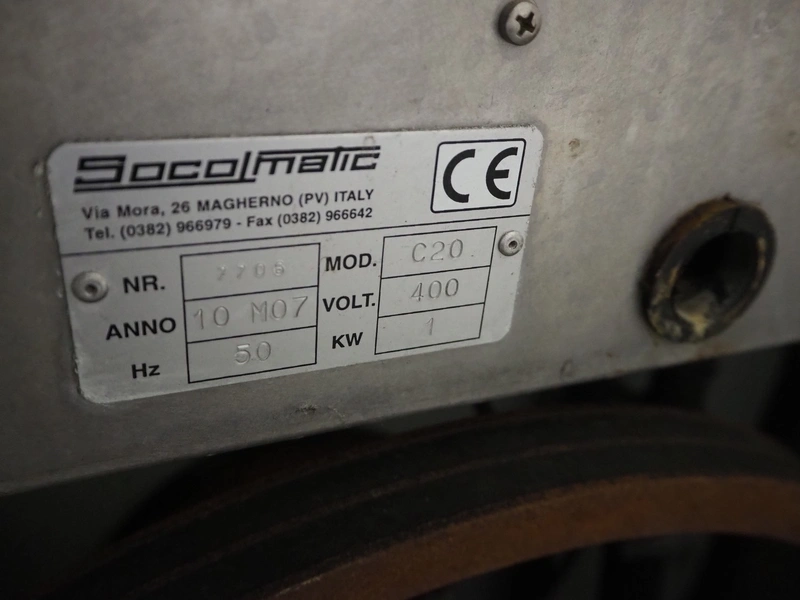 Socolmatic
CE
Via Mora, 26 MAGHERNO (PV) ITALY
Tel. (0382) 966979 - Fax (0382) 966642
NR. MOD. C20
ANNO 10 M07 VOLT. 400
Hz 50 KW 1